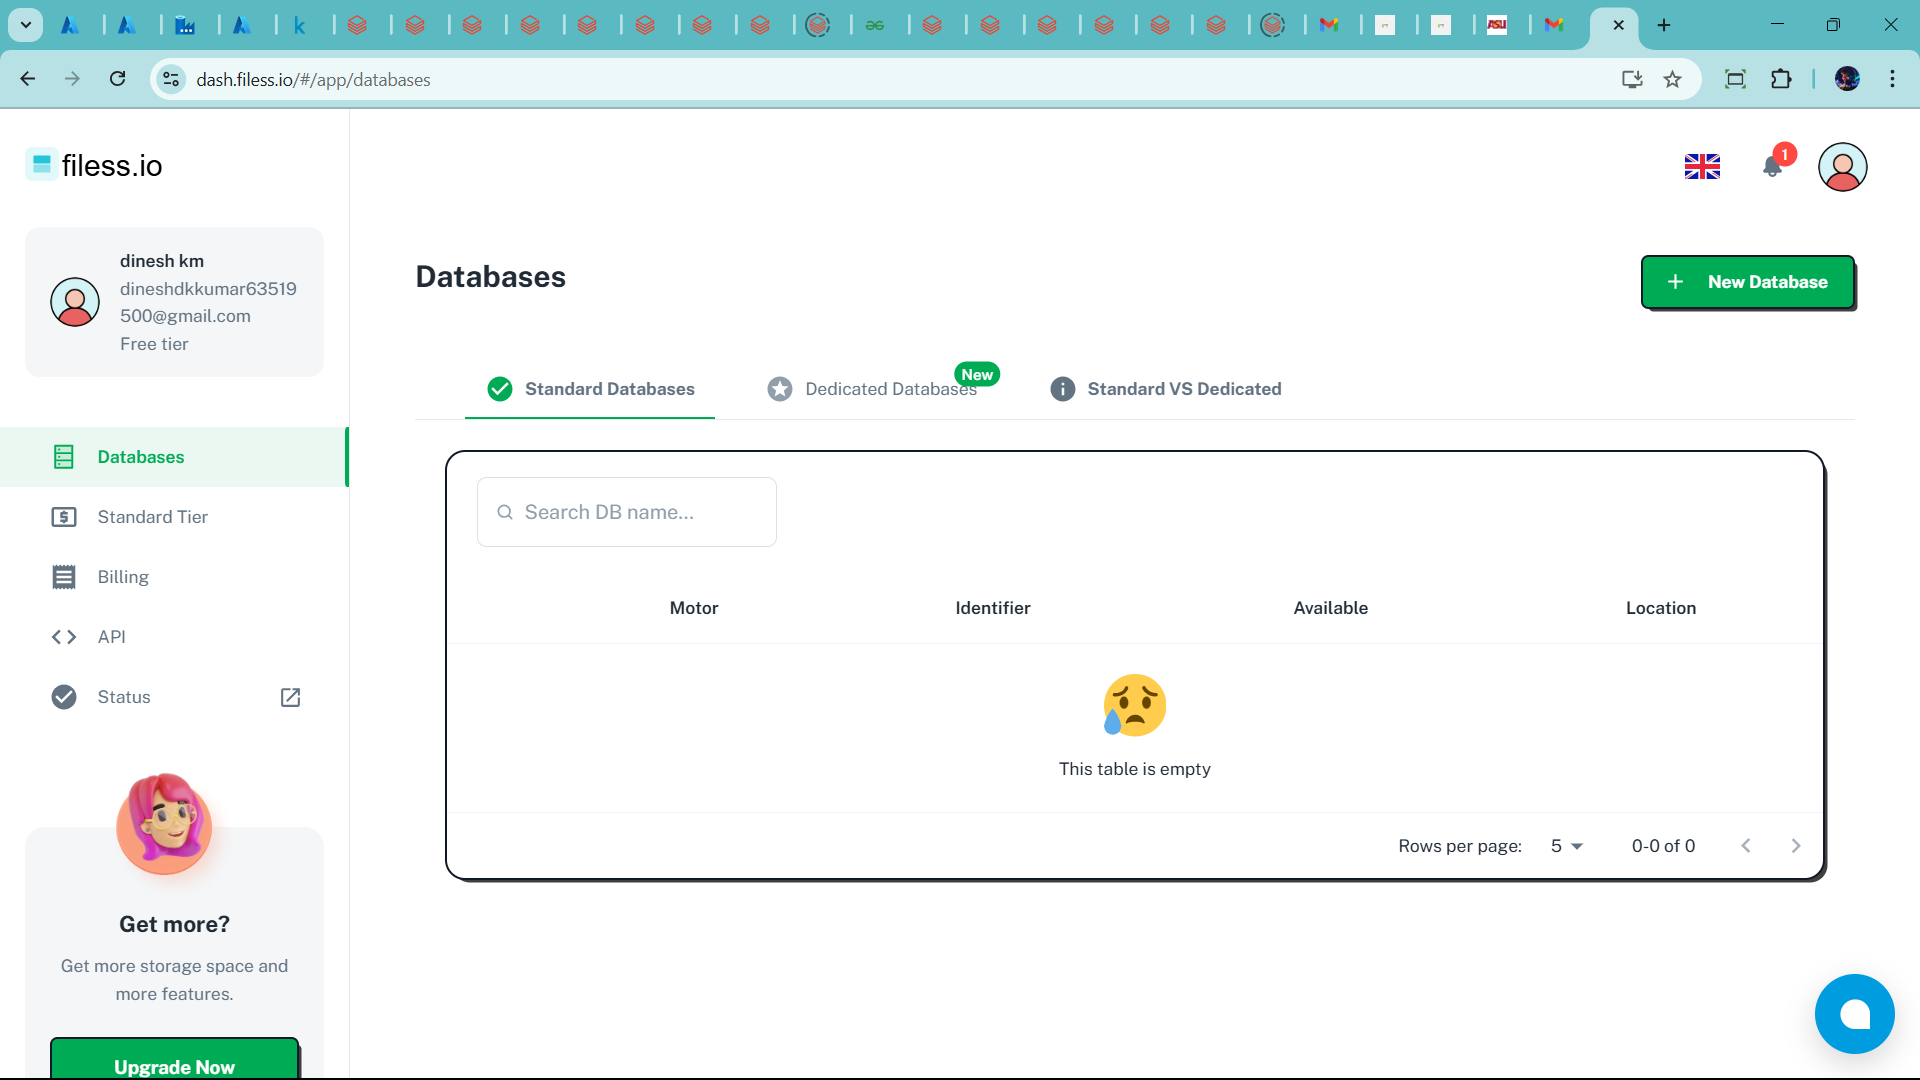 dash.filess.io/#/app/databases
filess.io
1
dinesh km
dineshdkkumar63519
500@gmail.com
Free tier
Databases
New Database
Standard Databases
Dedicated Databases
New
Standard VS Dedicated
Databases
Standard Tier
Billing
API
Status
Search DB name...
Motor
Identifier
Available
Location
This table is empty
Rows per page:
5
0-0 of 0
Get more?
Get more storage space and
more features.
Upgrade Now